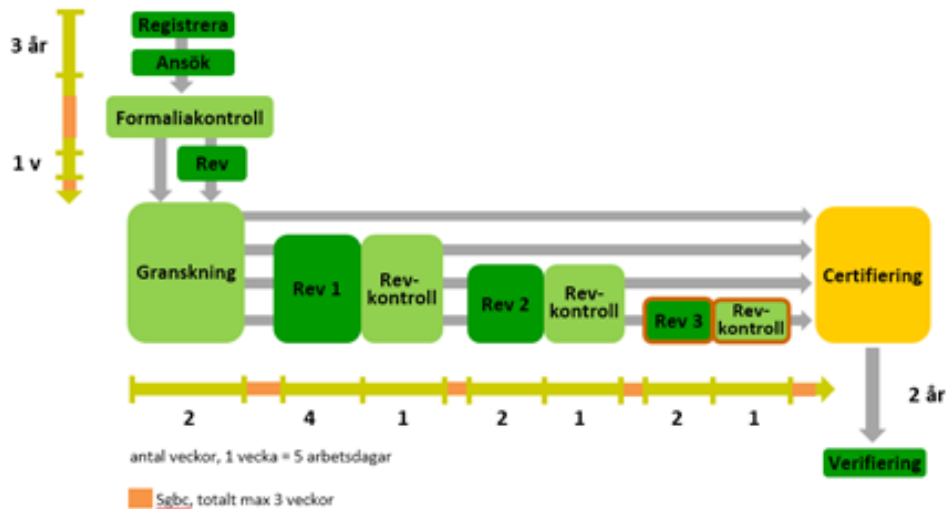 Registrera
3 år
Ansök
Formaliakontroll
1 v
Rev
Granskning
Rev 1
Rev-
kontroll
Rev 2
Rev-
kontroll
Rev 3
Rev-
kontroll
Certifiering
2
4
1
2
1
2
1
2 år
antal veckor, 1 vecka = 5 arbetsdagar
Verifiering
Sgbc, totalt max 3 veckor